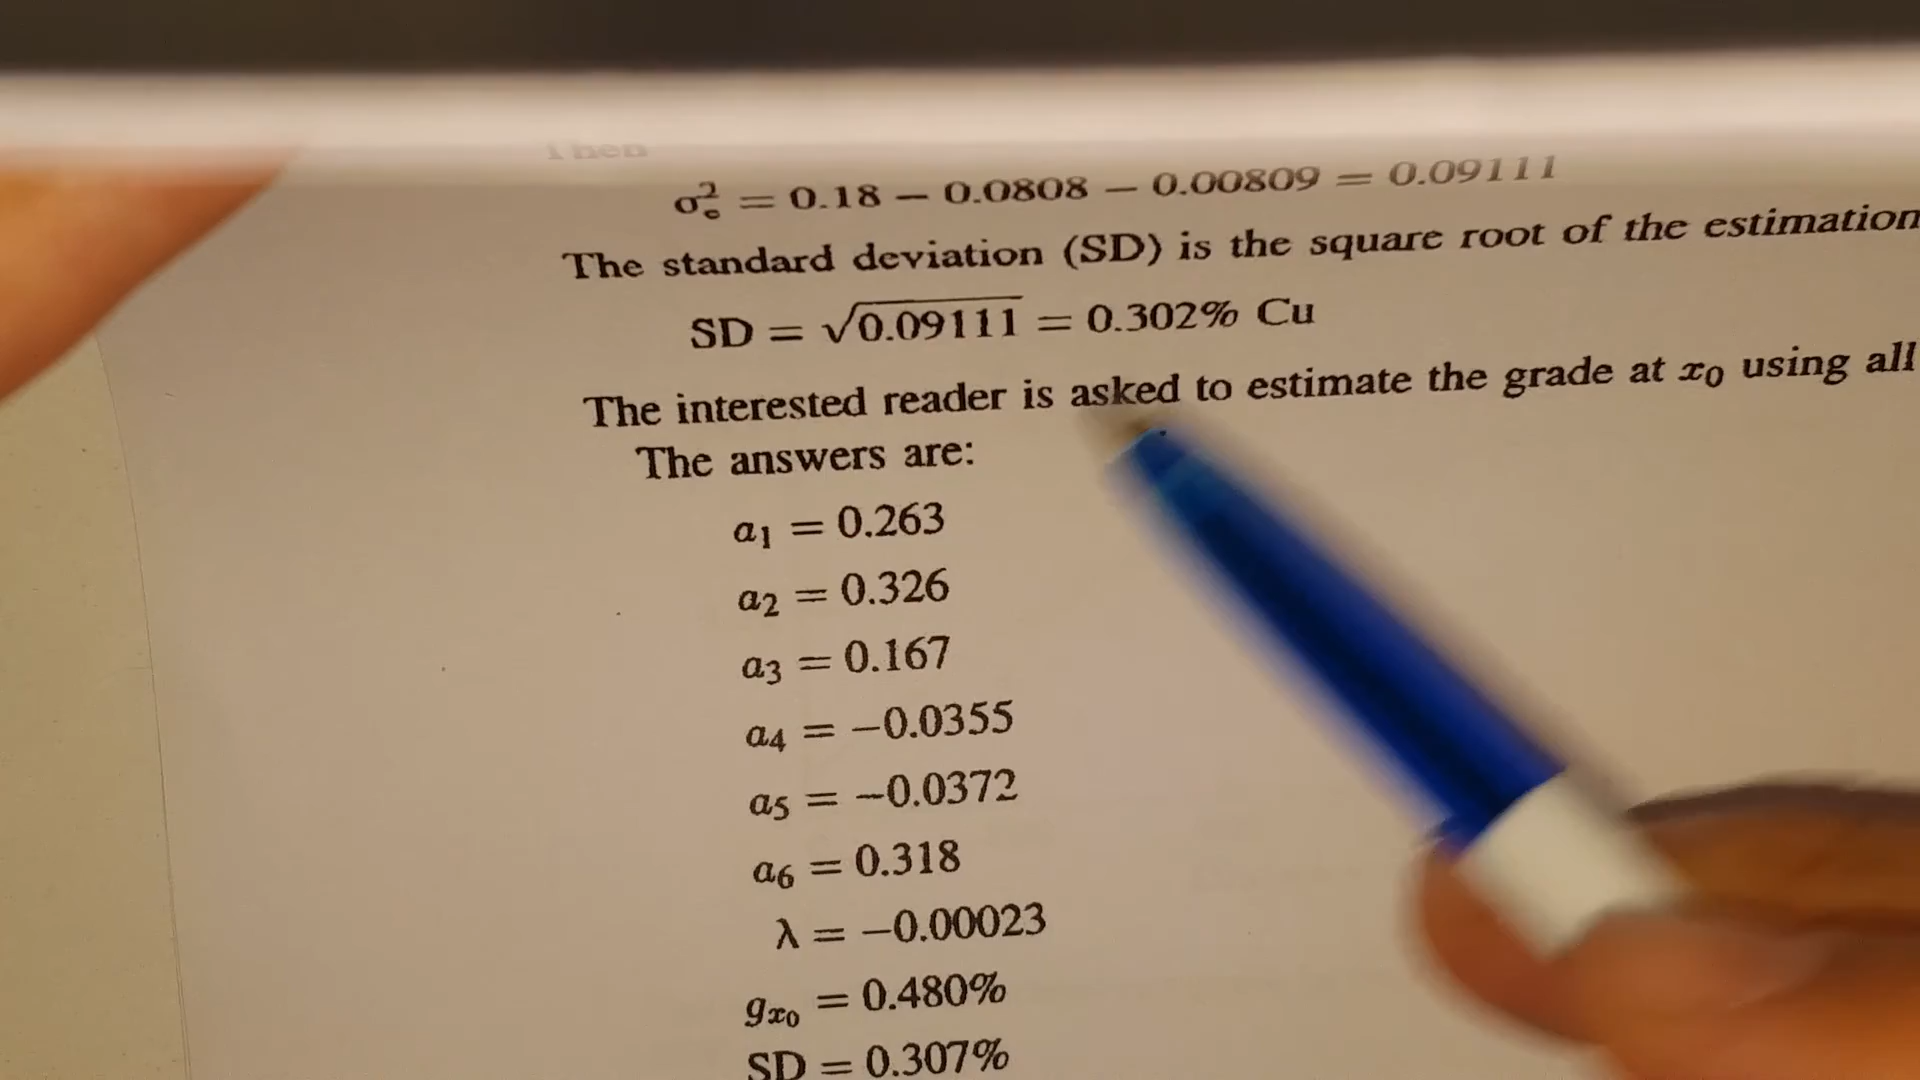 Then
σₑ² = 0.18 − 0.0808 − 0.00809 = 0.09111
The standard deviation (SD) is the square root of the estimation
SD = √0.09111 = 0.302% Cu
The interested reader is asked to estimate the grade at x₀ using all
The answers are:
a₁ = 0.263
a₂ = 0.326
a₃ = 0.167
a₄ = −0.0355
a₅ = −0.0372
a₆ = 0.318
λ = −0.00023
gₓ₀ = 0.480%
SD = 0.307%